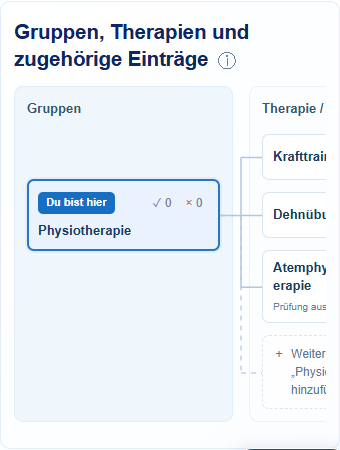 Gruppen, Therapien und
zugehörige Einträge ⓘ
Gruppen
Therapie /
Du bist hier
✓ 0
× 0
Physiotherapie
Krafttrai
Dehnübu
Atemphy
erapie
Prüfung aus
+ Weiter
„Physi
hinzufü